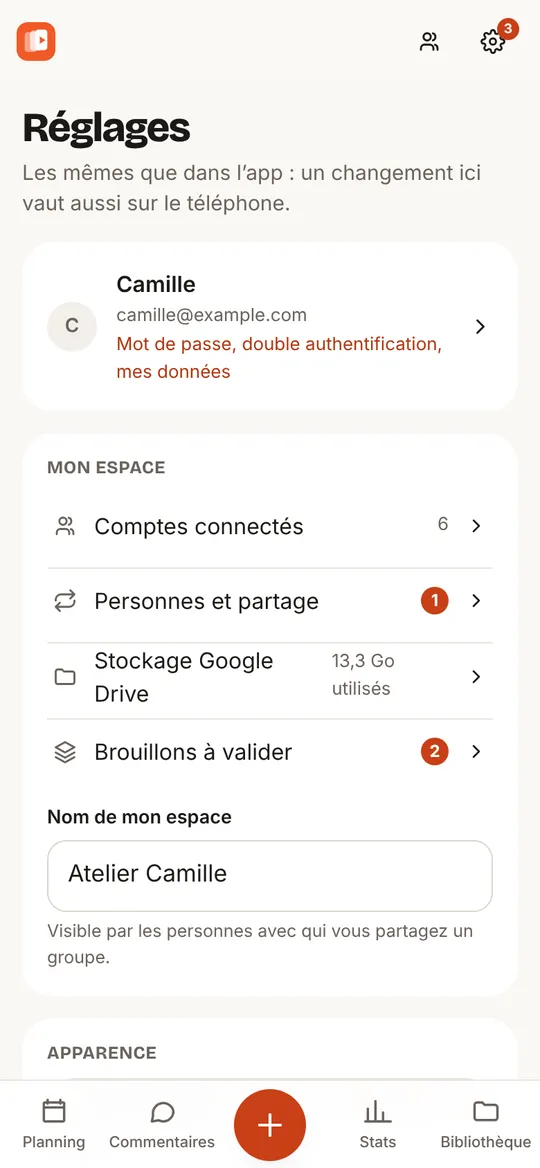 3
Réglages
Les mêmes que dans l’app : un changement ici
vaut aussi sur le téléphone.
C
Camille
camille@example.com
Mot de passe, double authentification,
mes données
MON ESPACE
Comptes connectés
6
Personnes et partage
1
Stockage Google
Drive
13,3 Go
utilisés
Brouillons à valider
2
Nom de mon espace
Atelier Camille
Visible par les personnes avec qui vous partagez un
groupe.
APPARENCE
Planning
Commentaires
Stats
Bibliothèque